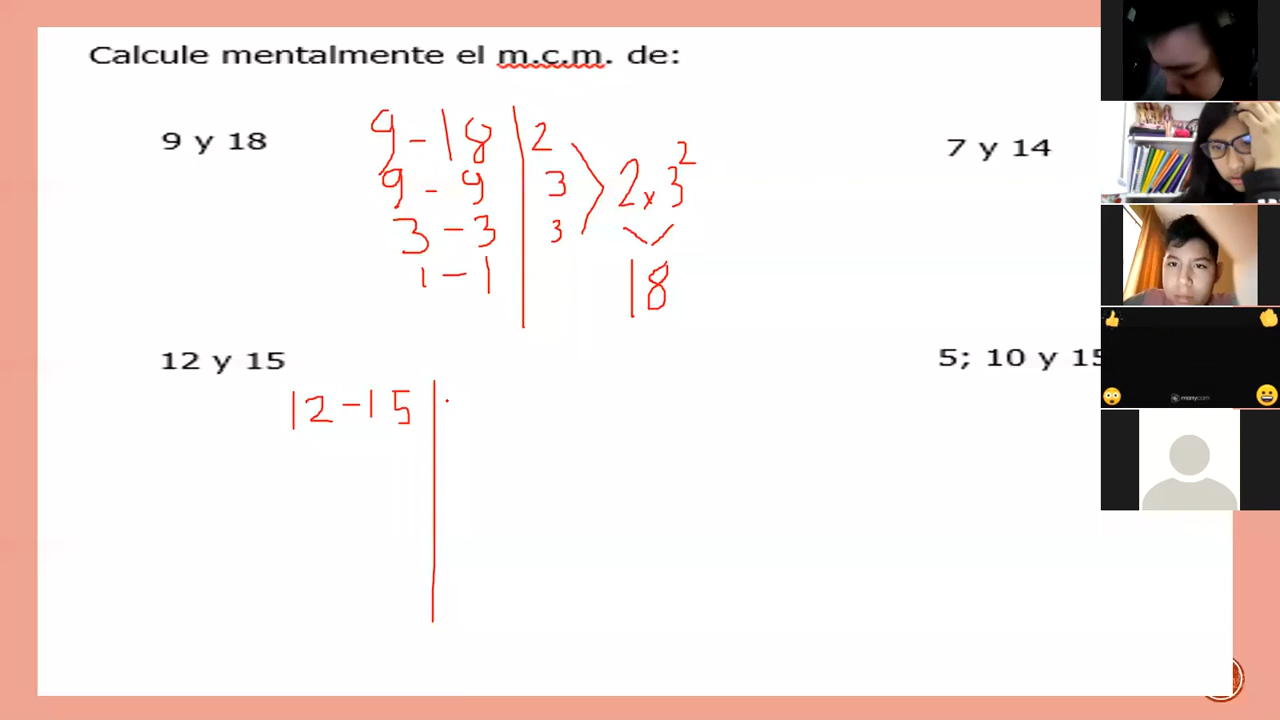 Calcule mentalmente el m.c.m. de:
9 y 18
9 - 18 | 2
9 - 9 | 3
3 - 3 | 3
1 - 1
2 x 3²
18
7 y 14
12 y 15
12 - 15
5; 10 y 15
manycam